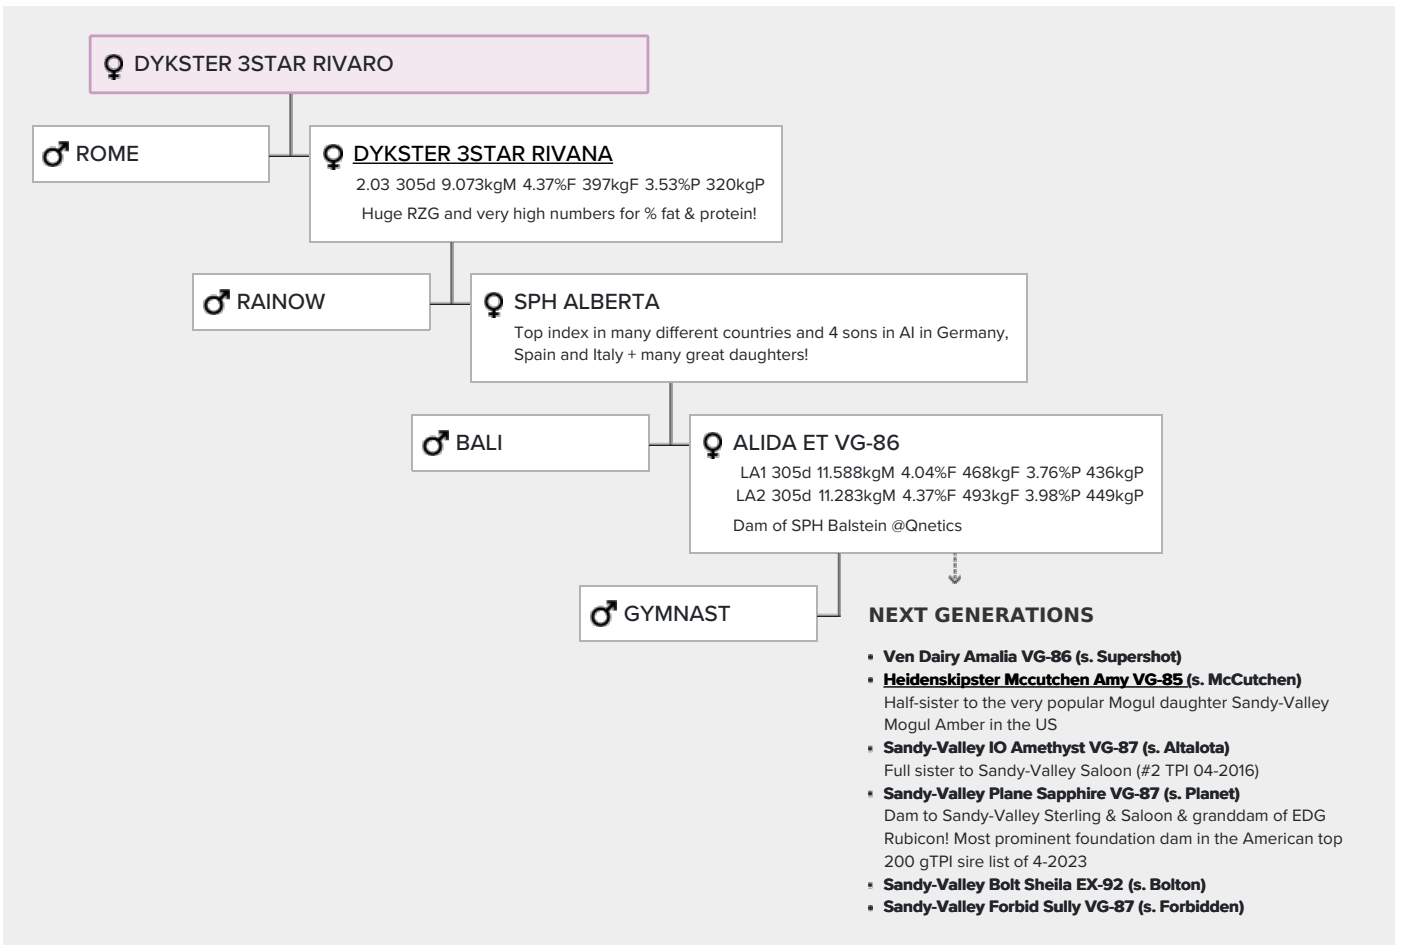 DYKSTER 3STAR RIVARO
ROME
DYKSTER 3STAR RIVANA
2.03 305d 9.073kgM 4.37%F 397kgF 3.53%P 320kgP
Huge RZG and very high numbers for % fat & protein!
RAINOW
SPH ALBERTA
Top index in many different countries and 4 sons in AI in Germany,
Spain and Italy + many great daughters!
BALI
ALIDA ET VG-86
LA1 305d 11.588kgM 4.04%F 468kgF 3.76%P 436kgP
LA2 305d 11.283kgM 4.37%F 493kgF 3.98%P 449kgP
Dam of SPH Balstein @Qnetics
GYMNAST
NEXT GENERATIONS
Ven Dairy Amalia VG-86 (s. Supershot)
Heidenskipster Mccutchen Amy VG-85 (s. McCutchen)
Half-sister to the very popular Mogul daughter Sandy-Valley
Mogul Amber in the US
Sandy-Valley IO Amethyst VG-87 (s. Altalota)
Full sister to Sandy-Valley Saloon (#2 TPI 04-2016)
Sandy-Valley Plane Sapphire VG-87 (s. Planet)
Dam to Sandy-Valley Sterling & Saloon & granddam of EDG
Rubicon! Most prominent foundation dam in the American top
200 gTPI sire list of 4-2023
Sandy-Valley Bolt Sheila EX-92 (s. Bolton)
Sandy-Valley Forbid Sully VG-87 (s. Forbidden)